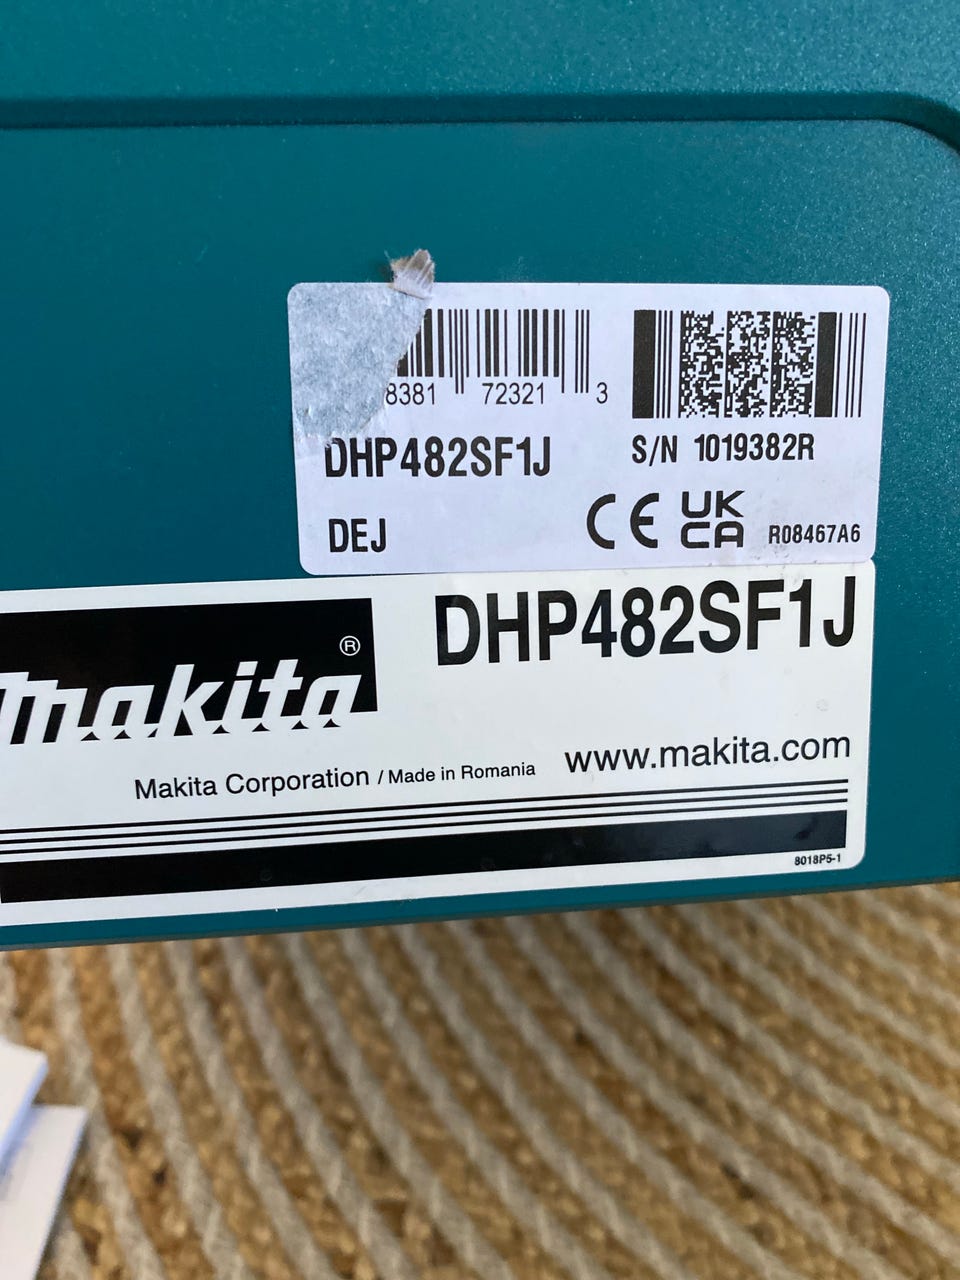 8381 72321 3
DHP482SF1J
S/N 1019382R
DEJ
CE UK CA
R08467A6
makita®
DHP482SF1J
www.makita.com
Makita Corporation / Made in Romania
8018P5-1